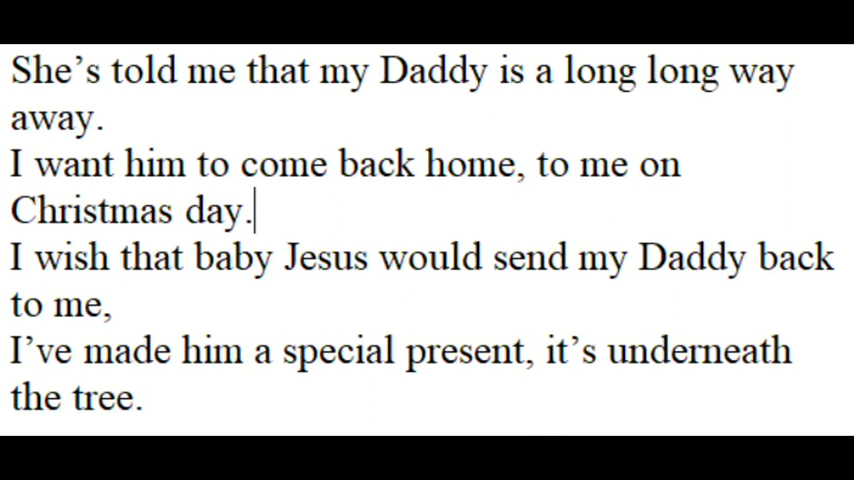 She’s told me that my Daddy is a long long way
away.
I want him to come back home, to me on
Christmas day.
I wish that baby Jesus would send my Daddy back
to me,
I’ve made him a special present, it’s underneath
the tree.